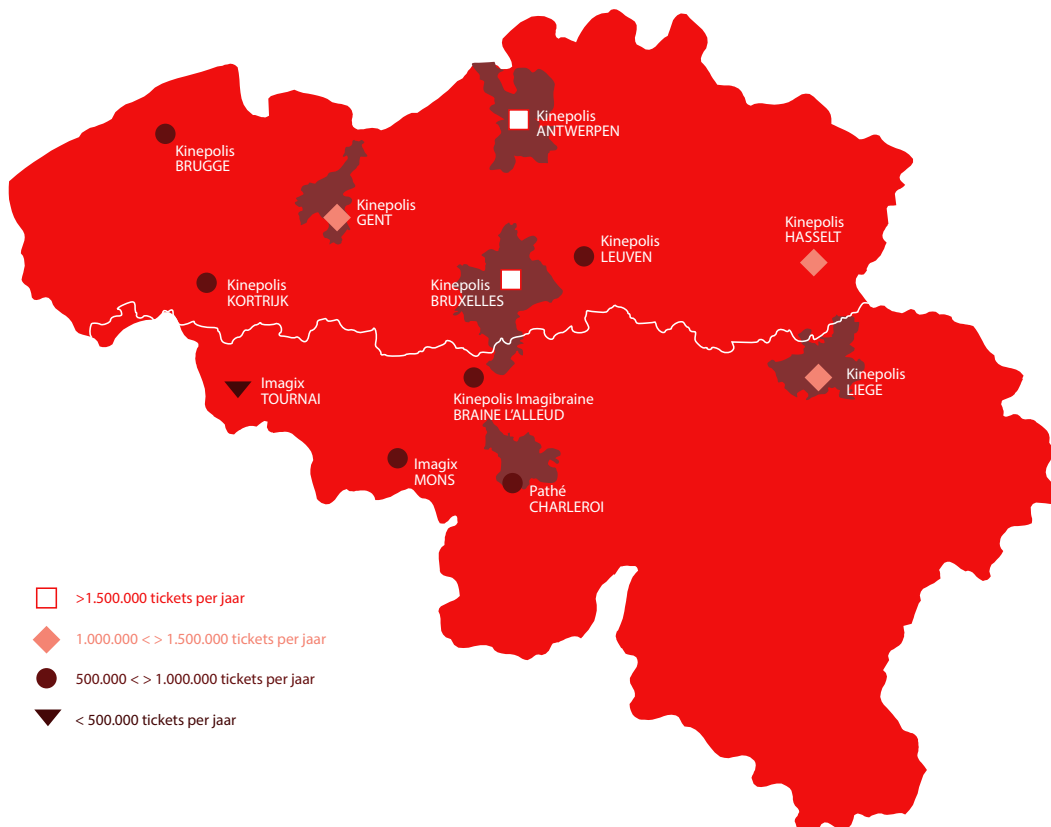 Kinepolis
ANTWERPEN
Kinepolis
BRUGGE
Kinepolis
GENT
Kinepolis
HASSELT
Kinepolis
LEUVEN
Kinepolis
KORTRIJK
Kinepolis
BRUXELLES
Imagix
TOURNAI
Kinepolis
LIEGE
Kinepolis Imagibraine
BRAINE L'ALLEUD
Imagix
MONS
Pathé
CHARLEROI
>1.500.000 tickets per jaar
1.000.000 < > 1.500.000 tickets per jaar
500.000 < > 1.000.000 tickets per jaar
< 500.000 tickets per jaar